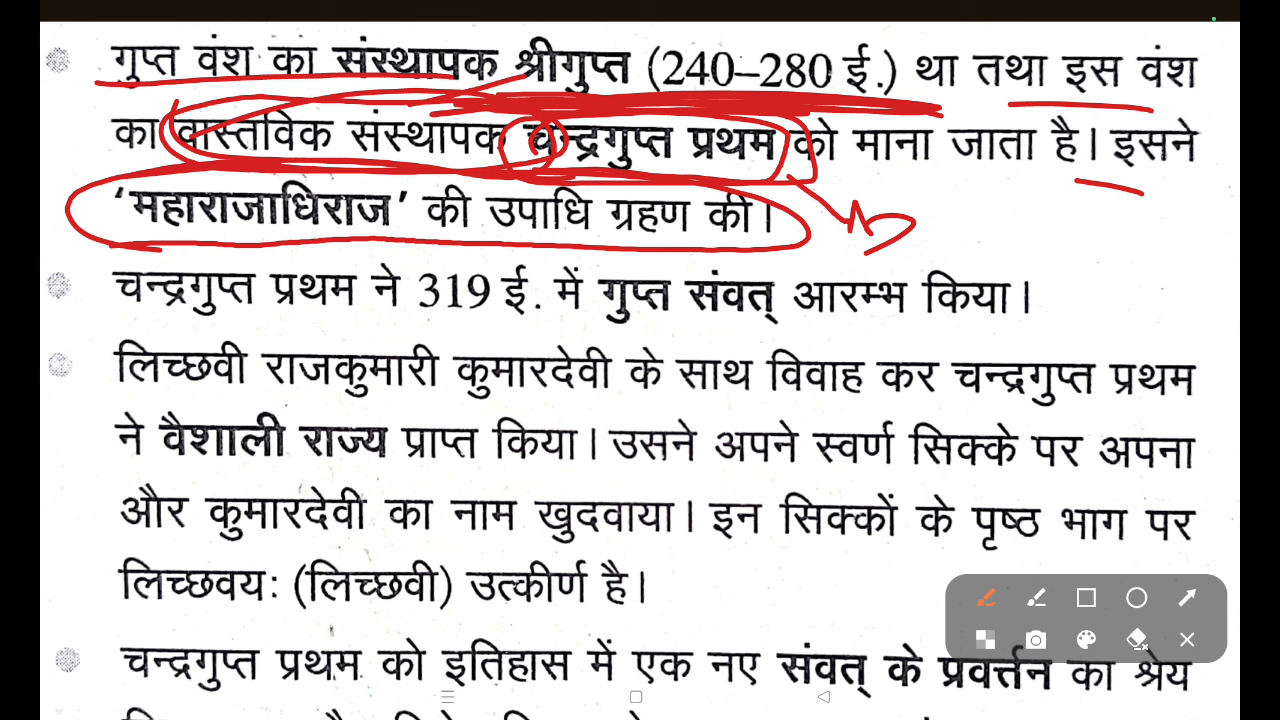 गुप्त वंश का संस्थापक श्रीगुप्त (240–280 ई.) था तथा इस वंश
का वास्तविक संस्थापक चन्द्रगुप्त प्रथम को माना जाता है। इसने
‘महाराजाधिराज’ की उपाधि ग्रहण की।
चन्द्रगुप्त प्रथम ने 319 ई. में गुप्त संवत् आरम्भ किया।
लिच्छवी राजकुमारी कुमारदेवी के साथ विवाह कर चन्द्रगुप्त प्रथम
ने वैशाली राज्य प्राप्त किया। उसने अपने स्वर्ण सिक्के पर अपना
और कुमारदेवी का नाम खुदवाया। इन सिक्कों के पृष्ठ भाग पर
लिच्छवयः (लिच्छवी) उत्कीर्ण है।
चन्द्रगुप्त प्रथम को इतिहास में एक नए संवत् के प्रवर्त्तन का श्रेय